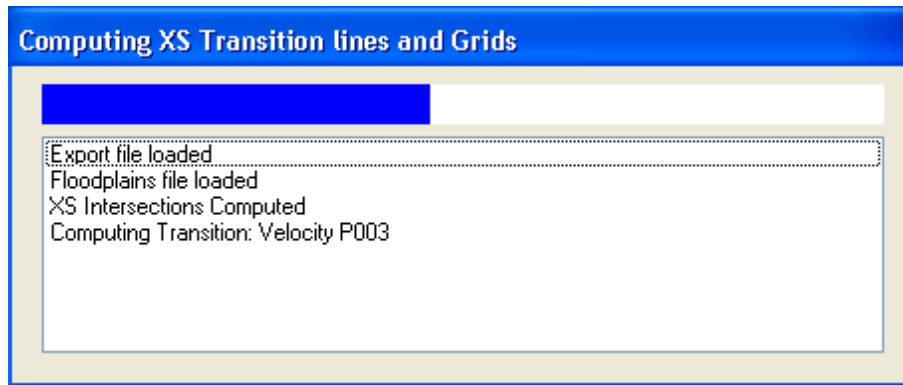 Computing XS Transition lines and Grids
Export file loaded
Floodplains file loaded
XS Intersections Computed
Computing Transition: Velocity P003